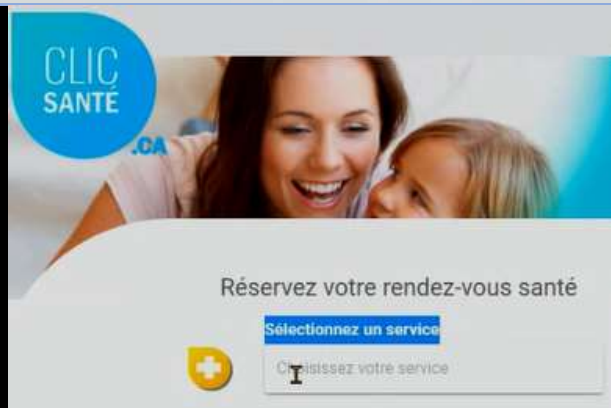 CLIC
SANTÉ
.CA
Réservez votre rendez-vous santé
Sélectionnez un service
Choisissez votre service